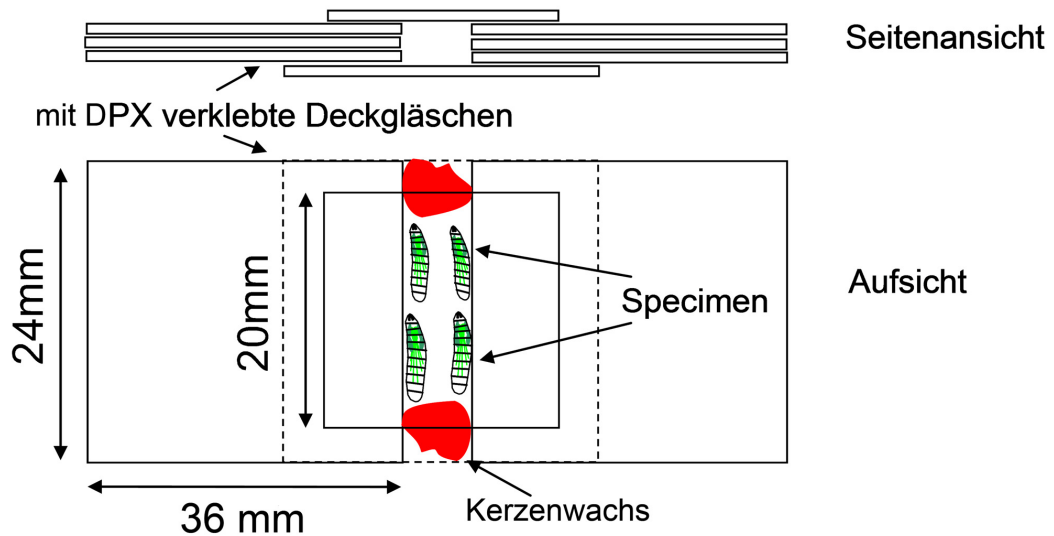 Seitenansicht
mit DPX verklebte Deckgläschen
24mm
20mm
Specimen
Aufsicht
36 mm
Kerzenwachs